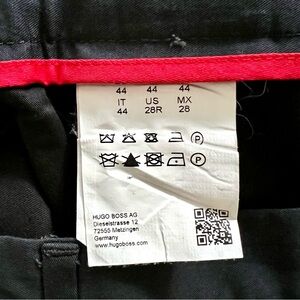 44 44 44
IT US MX
44 28R 28
P
P
HUGO BOSS AG
Dieselstrasse 12
72555 Metzingen
Germany
www.hugoboss.com